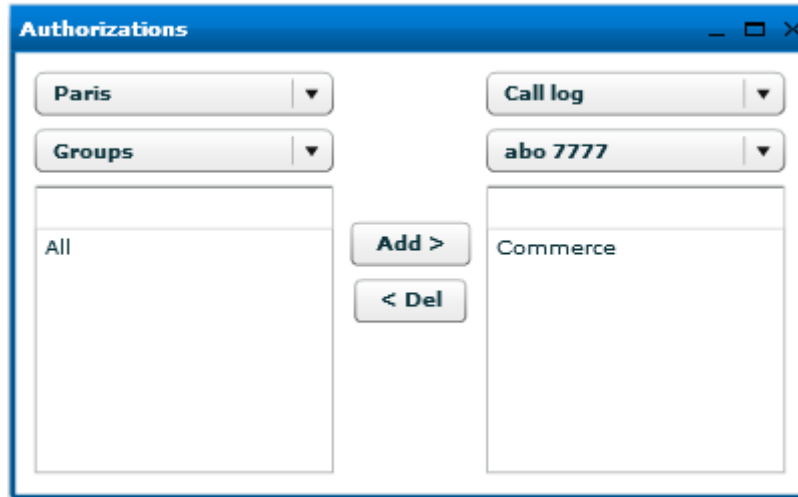 Authorizations
Paris
Call log
Groups
abo 7777
All
Add >
Commerce
< Del